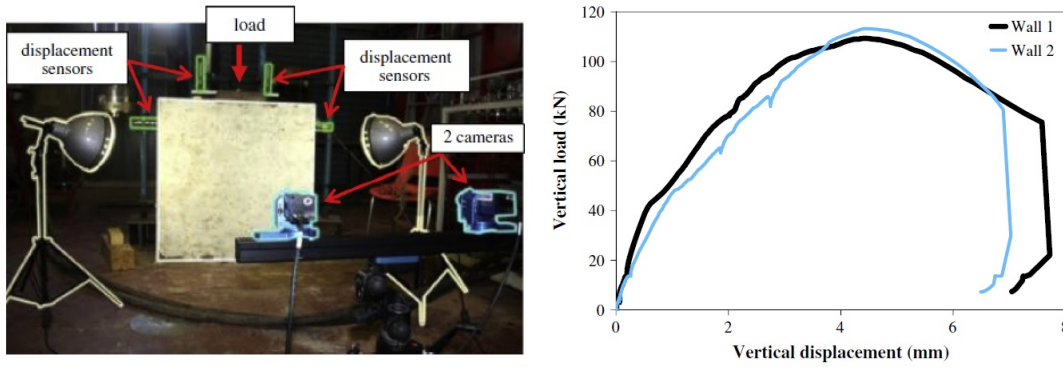 load
displacement
sensors
displacement
sensors
2 cameras
120
100
80
60
40
20
0
Vertical load (kN)
Wall 1
Wall 2
0
2
4
6
8
Vertical displacement (mm)